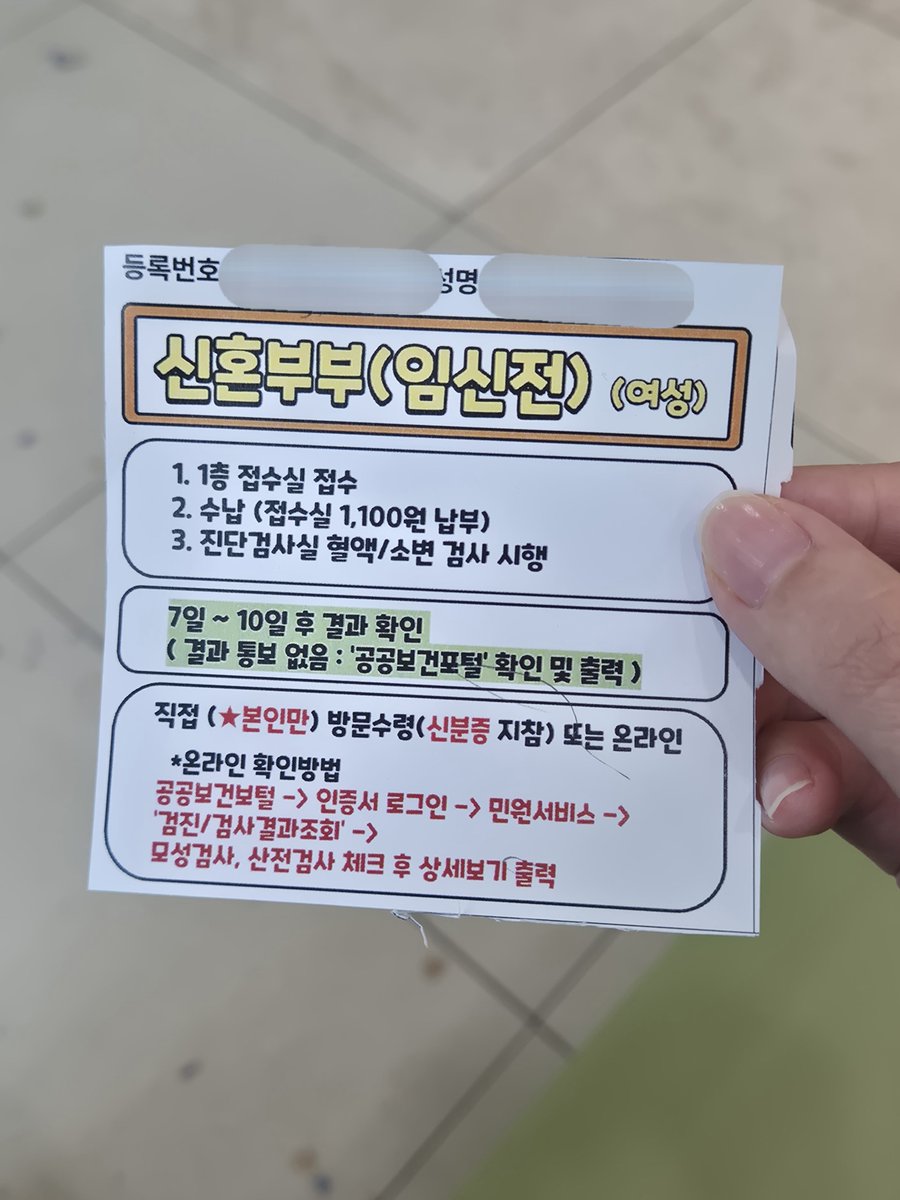 등록번호 성명
신혼부부(임신전) (여성)
1. 1층 접수실 접수
2. 수납 (접수실 1,100원 납부)
3. 진단검사실 혈액/소변 검사 시행
7일 ~ 10일 후 결과 확인
( 결과 통보 없음 : '공공보건포털' 확인 및 출력 )
직접 (★본인만) 방문수령(신분증 지참) 또는 온라인
*온라인 확인방법
공공보건보털 -> 인증서 로그인 -> 민원서비스 ->
'검진/검사결과조회' ->
모성검사, 산전검사 체크 후 상세보기 출력